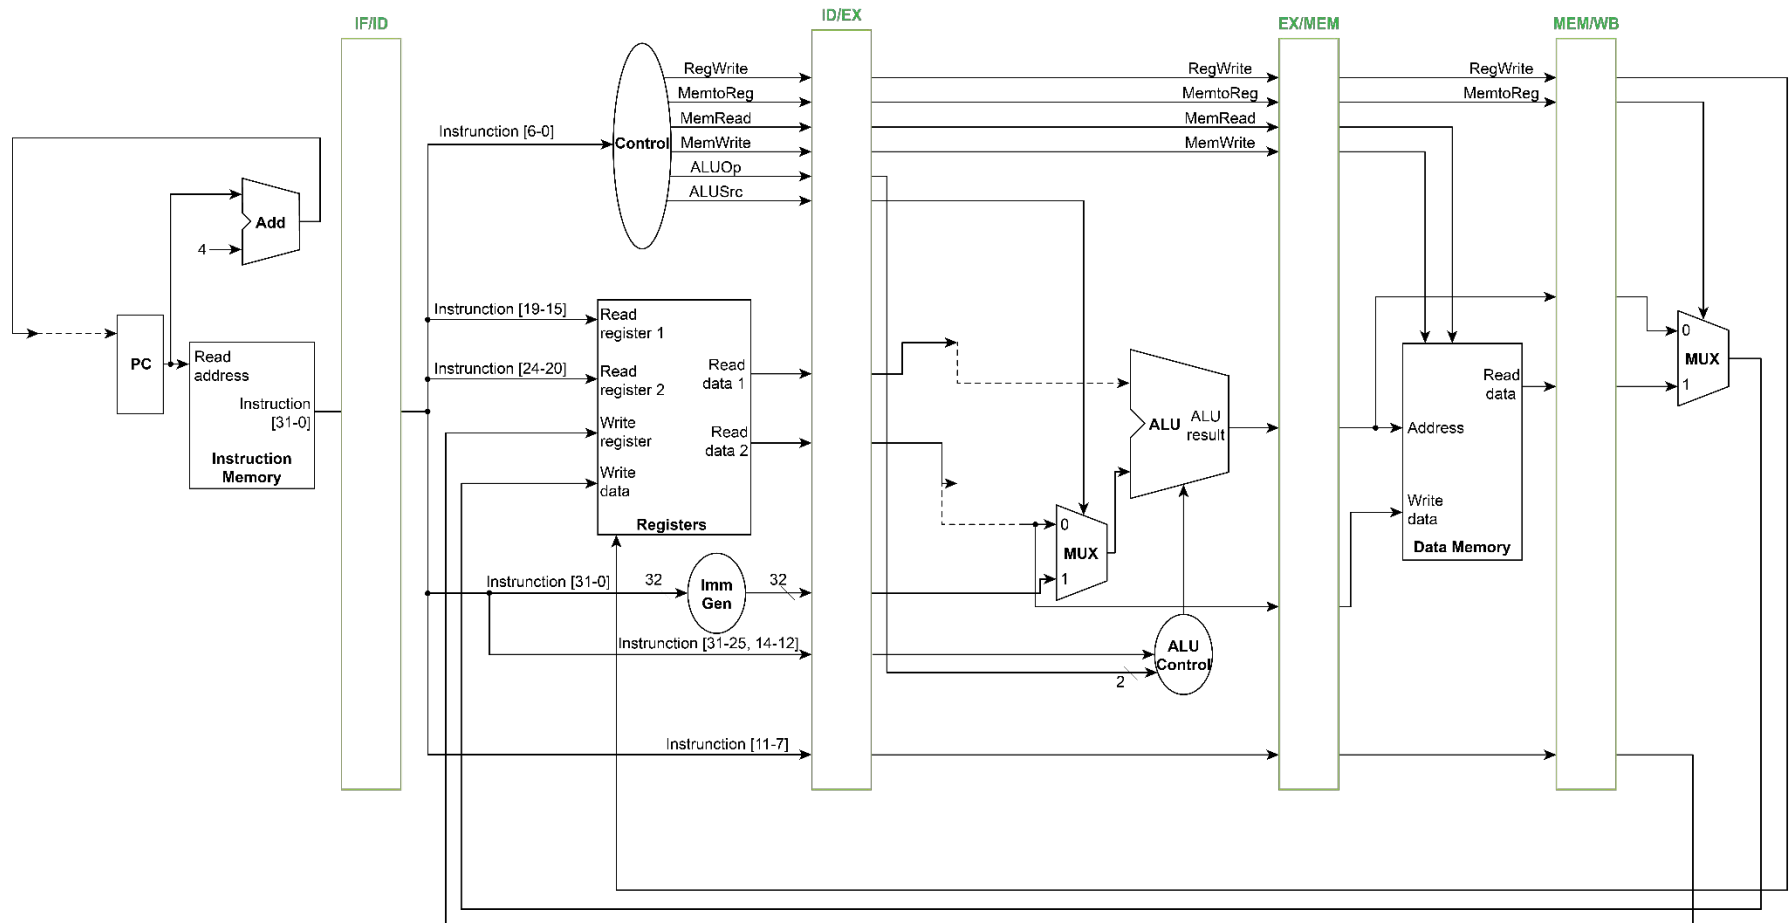 IF/ID
ID/EX
EX/MEM
MEM/WB
RegWrite
RegWrite
RegWrite
MemtoReg
MemtoReg
MemtoReg
MemRead
MemRead
MemWrite
MemWrite
ALUOp
ALUSrc
Instrunction [6-0]
Control
Add
4
PC
Read
address
Instruction
[31-0]
Instruction
Memory
Instrunction [19-15]
Instrunction [24-20]
Read
register 1
Read
register 2
Write
register
Write
data
Read
data 1
Read
data 2
Registers
Instrunction [31-0]
32
Imm
Gen
32
Instrunction [31-25, 14-12]
Instrunction [11-7]
0
MUX
1
ALU
ALU
result
ALU
Control
2
Address
Write
data
Read
data
Data Memory
0
MUX
1